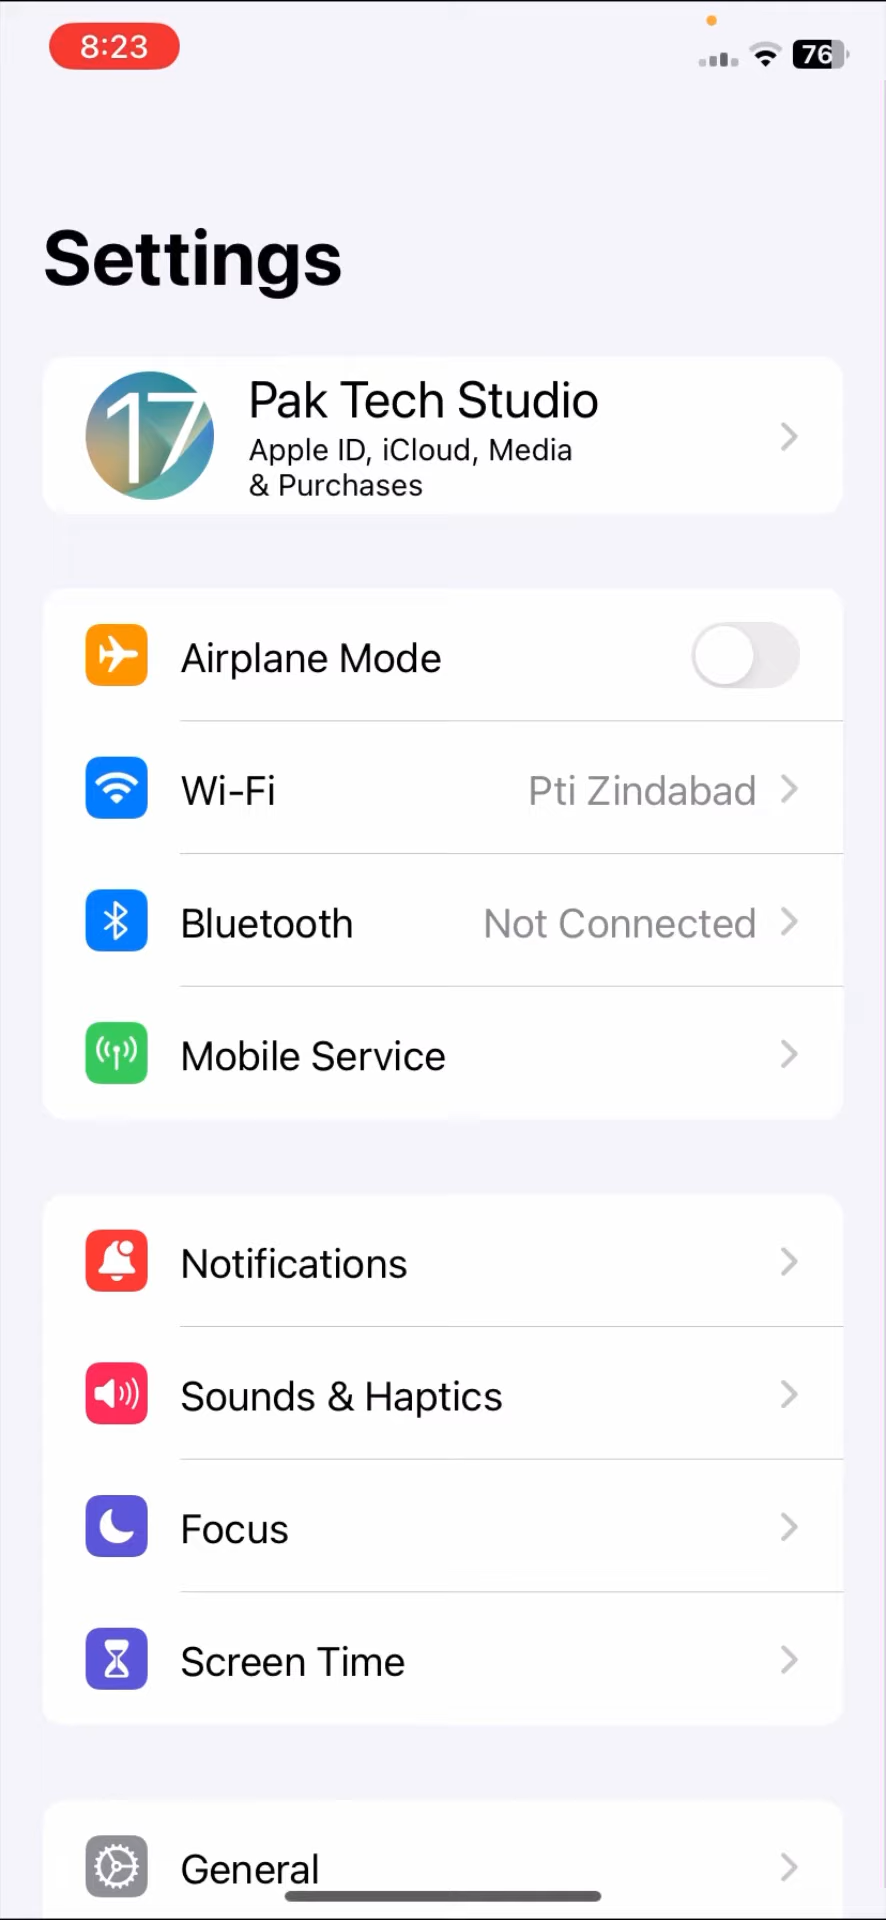 8:23
76
Settings
17
Pak Tech Studio
Apple ID, iCloud, Media
& Purchases
Airplane Mode
Wi-Fi
Pti Zindabad
Bluetooth
Not Connected
Mobile Service
Notifications
Sounds & Haptics
Focus
Screen Time
General